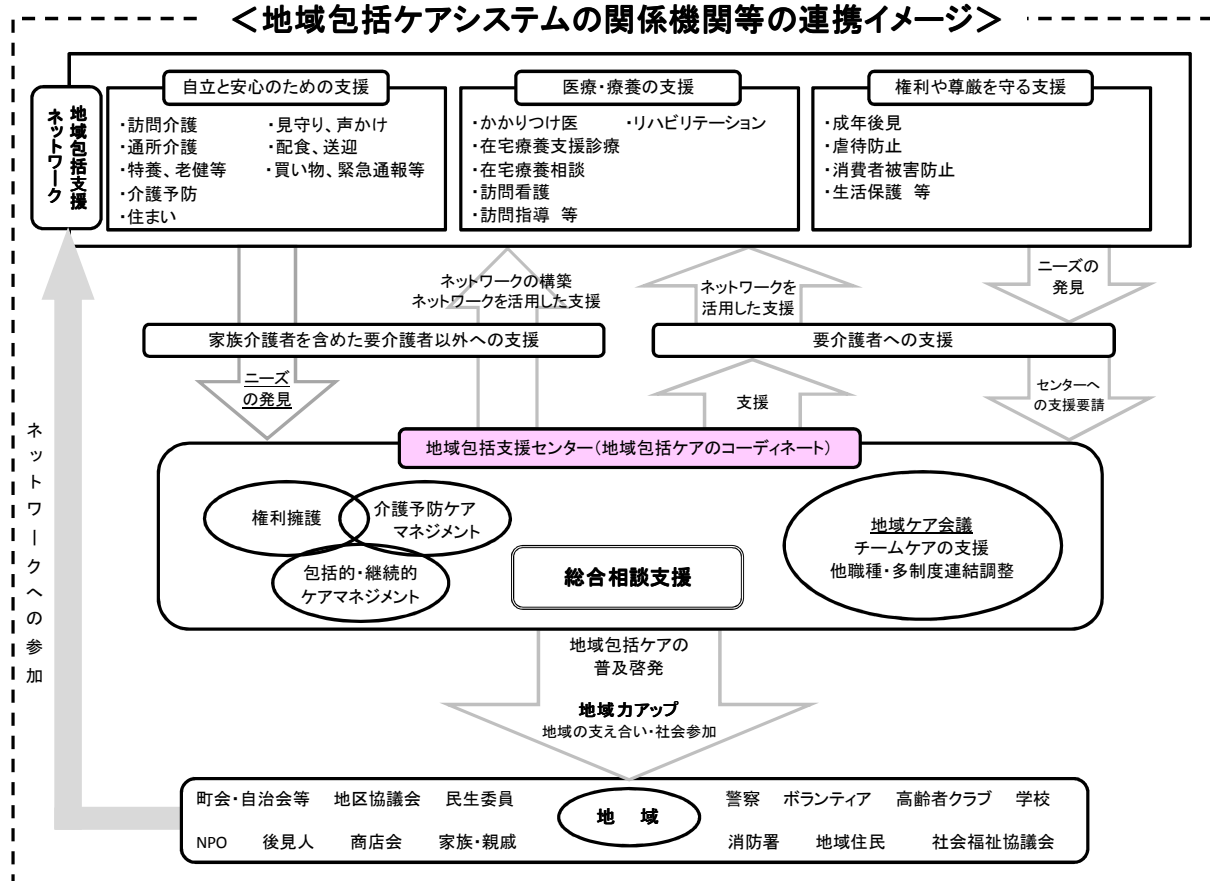 ＜地域包括ケアシステムの関係機関等の連携イメージ＞
地域包括支援
ネットワーク
自立と安心のための支援
・訪問介護
・通所介護
・特養、老健等
・介護予防
・住まい
・見守り、声かけ
・配食、送迎
・買い物、緊急通報等
医療・療養の支援
・かかりつけ医
・在宅療養支援診療
・在宅療養相談
・訪問看護
・訪問指導 等
・リハビリテーション
権利や尊厳を守る支援
・成年後見
・虐待防止
・消費者被害防止
・生活保護 等
ネットワークの構築
ネットワークを活用した支援
ネットワークを
活用した支援
ニーズの
発見
家族介護者を含めた要介護者以外への支援
要介護者への支援
ニーズ
の発見
支援
センターへ
の支援要請
地域包括支援センター（地域包括ケアのコーディネート）
権利擁護
介護予防ケア
マネジメント
包括的・継続的
ケアマネジメント
総合相談支援
地域ケア会議
チームケアの支援
他職種・多制度連結調整
地域包括ケアの
普及啓発
地域力アップ
地域の支え合い・社会参加
ネットワークへの参加
町会・自治会等 地区協議会 民生委員
NPO 後見人 商店会 家族・親戚
地 域
警察 ボランティア 高齢者クラブ 学校
消防署 地域住民 社会福祉協議会